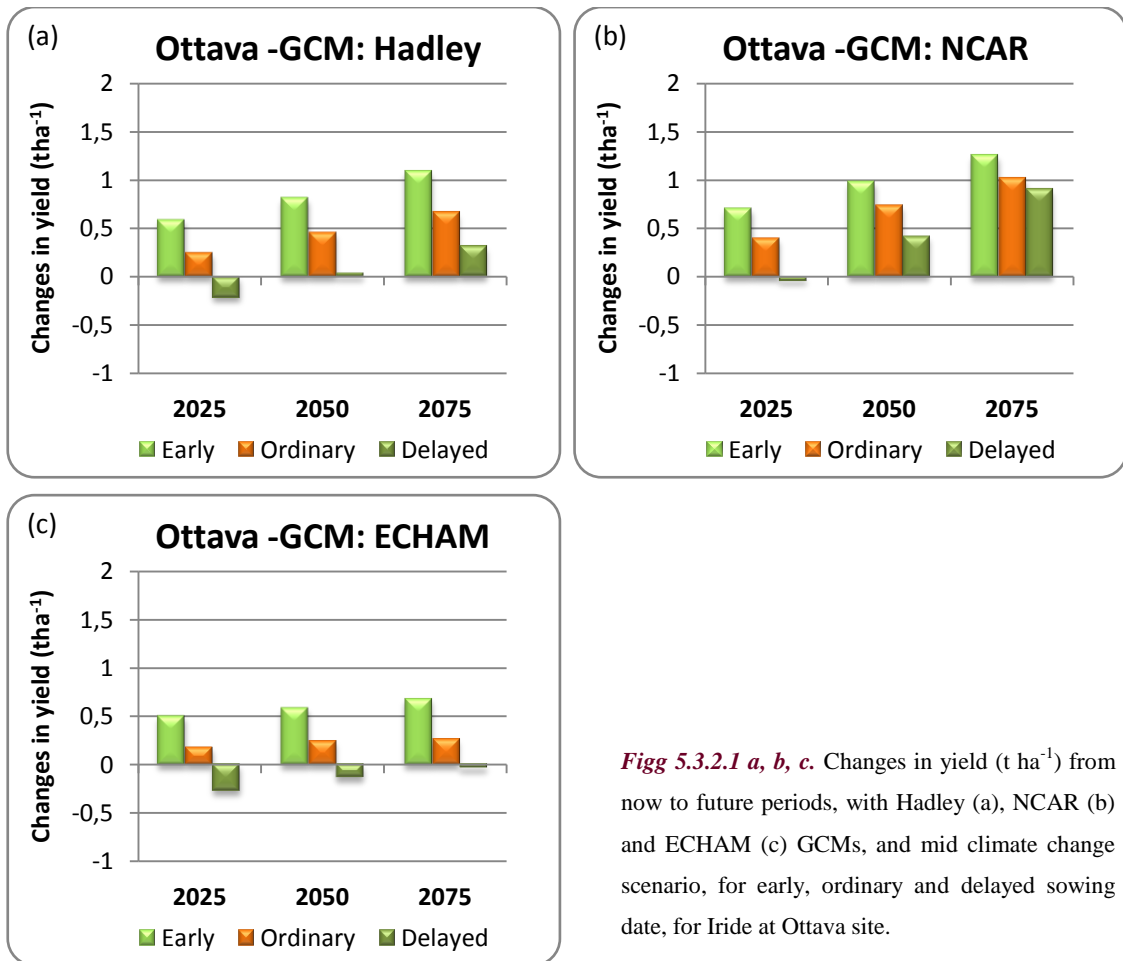 (a)
Ottava -GCM: Hadley
Changes in yield (tha⁻¹)
2
1,5
1
0,5
0
-0,5
-1
2025 2050 2075
Early Ordinary Delayed
(b)
Ottava -GCM: NCAR
Changes in yield (tha⁻¹)
2
1,5
1
0,5
0
-0,5
-1
2025 2050 2075
Early Ordinary Delayed
(c)
Ottava -GCM: ECHAM
Changes in yield (tha⁻¹)
2
1,5
1
0,5
0
-0,5
-1
2025 2050 2075
Early Ordinary Delayed
Figg 5.3.2.1 a, b, c. Changes in yield (t ha⁻¹) from
now to future periods, with Hadley (a), NCAR (b)
and ECHAM (c) GCMs, and mid climate change
scenario, for early, ordinary and delayed sowing
date, for Iride at Ottava site.